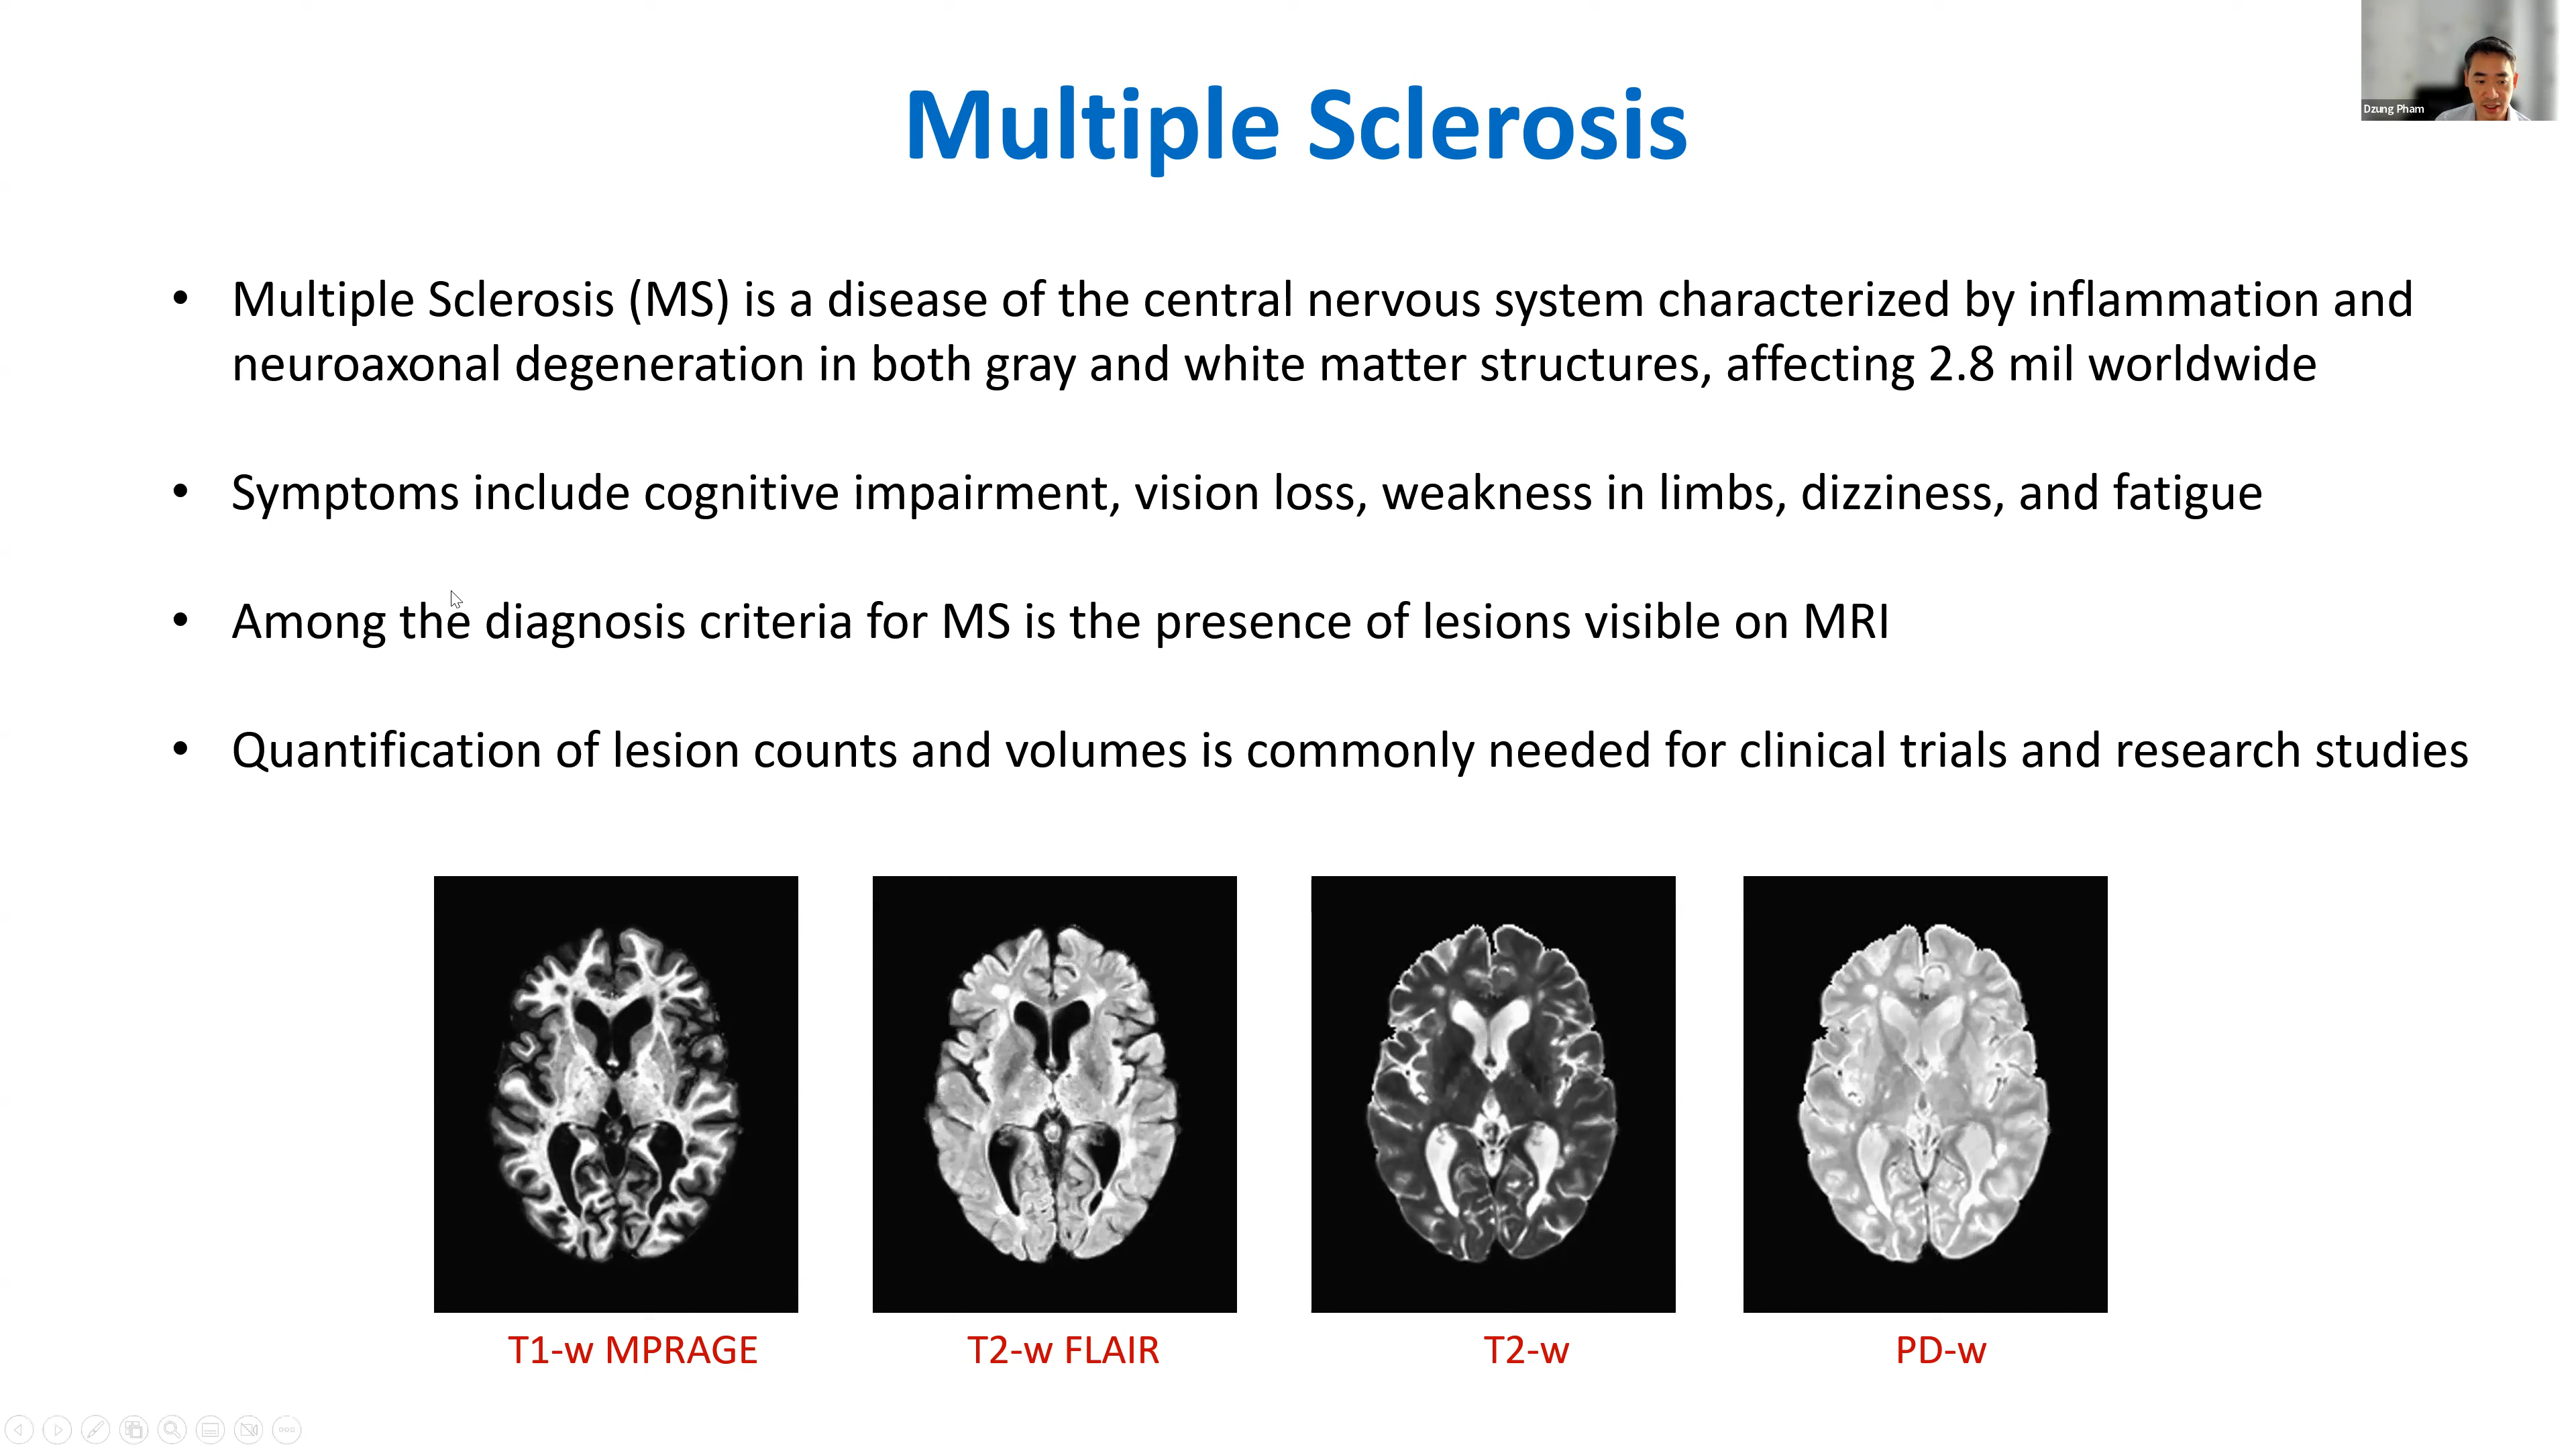 Multiple Sclerosis
Dzung Pham
• Multiple Sclerosis (MS) is a disease of the central nervous system characterized by inflammation and
neuroaxonal degeneration in both gray and white matter structures, affecting 2.8 mil worldwide
• Symptoms include cognitive impairment, vision loss, weakness in limbs, dizziness, and fatigue
• Among the diagnosis criteria for MS is the presence of lesions visible on MRI
• Quantification of lesion counts and volumes is commonly needed for clinical trials and research studies
T1-w MPRAGE
T2-w FLAIR
T2-w
PD-w